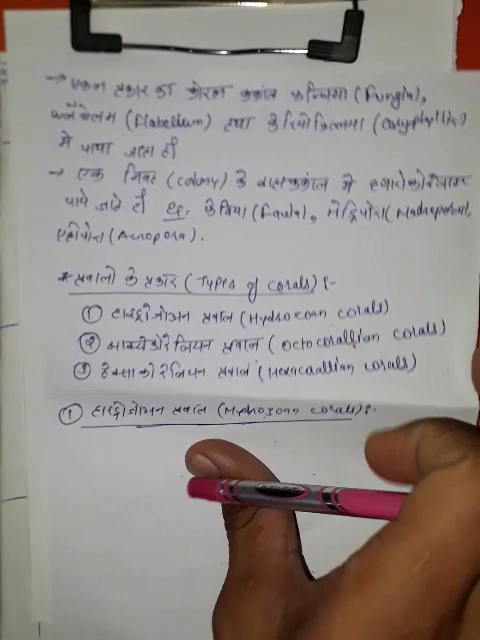 → एकल प्रकार का कोरल कंकाल फन्जिया (Fungia),
फ्लैबेलम (Flabellum) तथा केरियोफिल्लिया (Caryophyllia)
में पाया जाता है।
→ एक निवह (colony) के बाह्यकंकाल में
पाये जाते हैं। eg. फेविया (Favia), मेड्रिपोरा (Madrepora),
एक्रोपोरा (Acropora).
* प्रवालो के प्रकार (Types of corals) :-
① हाइड्रोजोअन प्रवाल (Hydrozoan corals)
② आक्टोकोरेलियन प्रवाल (Octocorallian corals)
③ हेक्साकोरेलियन प्रवाल (Hexacorallian corals)
① हाइड्रोजोअन प्रवाल (Hydrozoan corals) :-